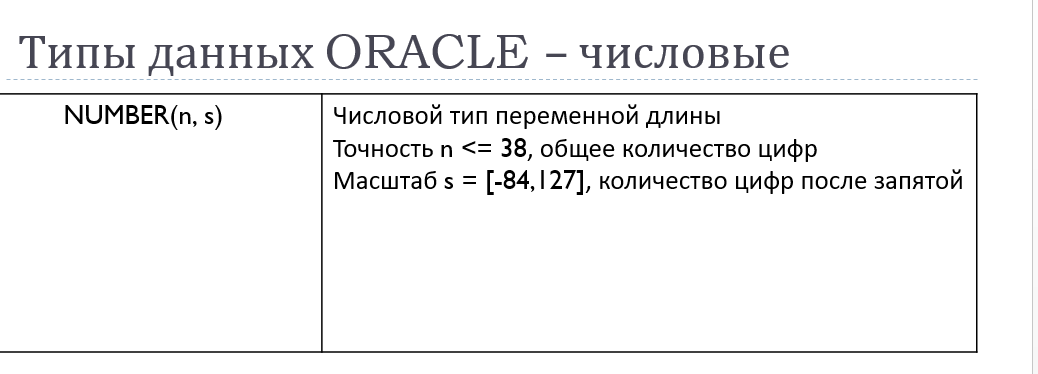 Типы данных ORACLE – числовые
NUMBER(n, s)
Числовой тип переменной длины
Точность n <= 38, общее количество цифр
Масштаб s = [-84,127], количество цифр после запятой